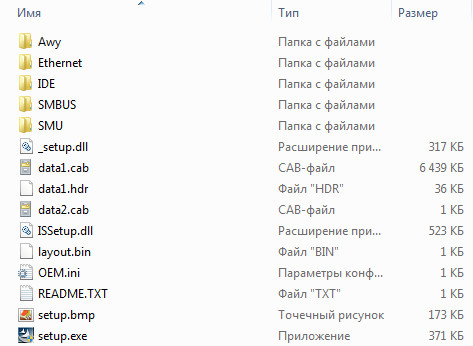 Имя Тип Размер
Awy Папка с файлами
Ethernet Папка с файлами
IDE Папка с файлами
SMBUS Папка с файлами
SMU Папка с файлами
_setup.dll Расширение при... 317 КБ
data1.cab CAB-файл 6 439 КБ
data1.hdr Файл "HDR" 36 КБ
data2.cab CAB-файл 1 КБ
ISSetup.dll Расширение при... 523 КБ
layout.bin Файл "BIN" 1 КБ
OEM.ini Параметры конф... 1 КБ
README.TXT Файл "TXT" 1 КБ
setup.bmp Точечный рисунок 173 КБ
setup.exe Приложение 371 КБ